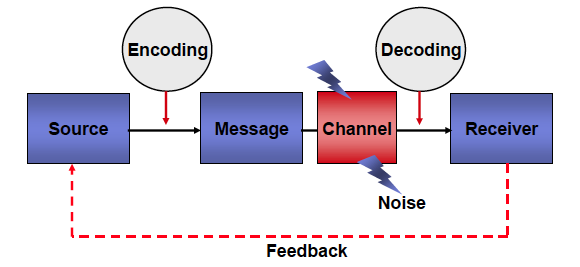 Encoding
Decoding
Source
Message
Channel
Receiver
Noise
Feedback